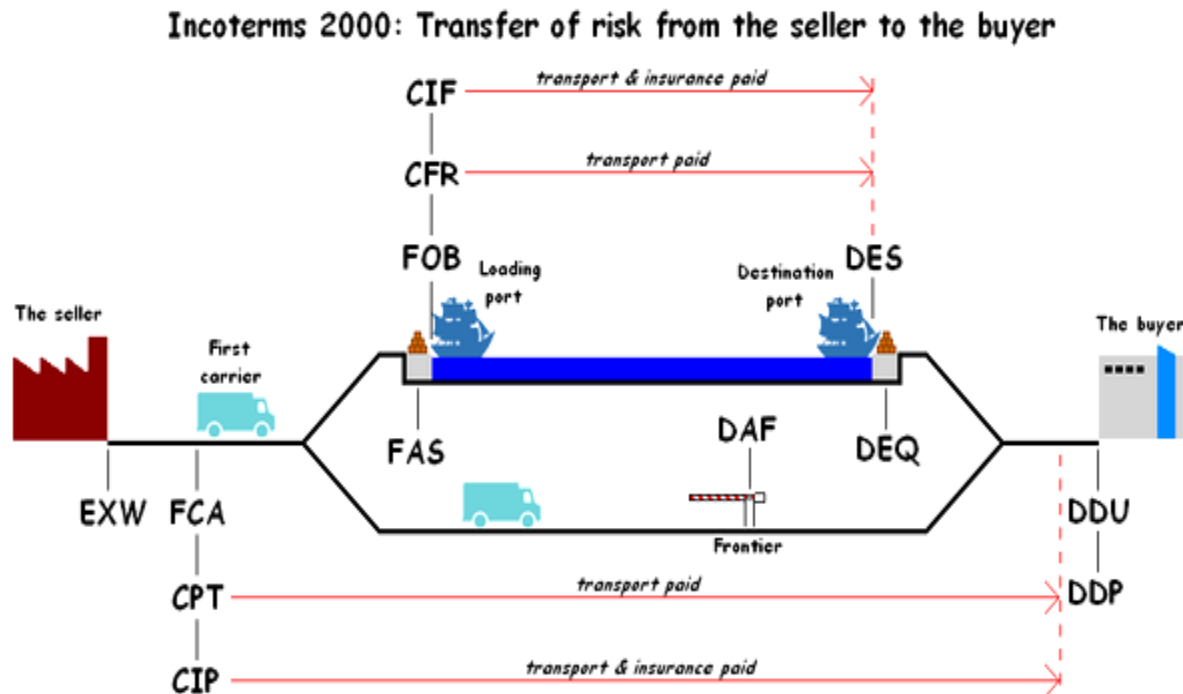 Incoterms 2000: Transfer of risk from the seller to the buyer
CIF
transport & insurance paid
CFR
transport paid
FOB
Loading
port
Destination
port
DES
The seller
First
carrier
The buyer
FAS
DAF
DEQ
EXW
FCA
Frontier
DDU
CPT
transport paid
DDP
CIP
transport & insurance paid